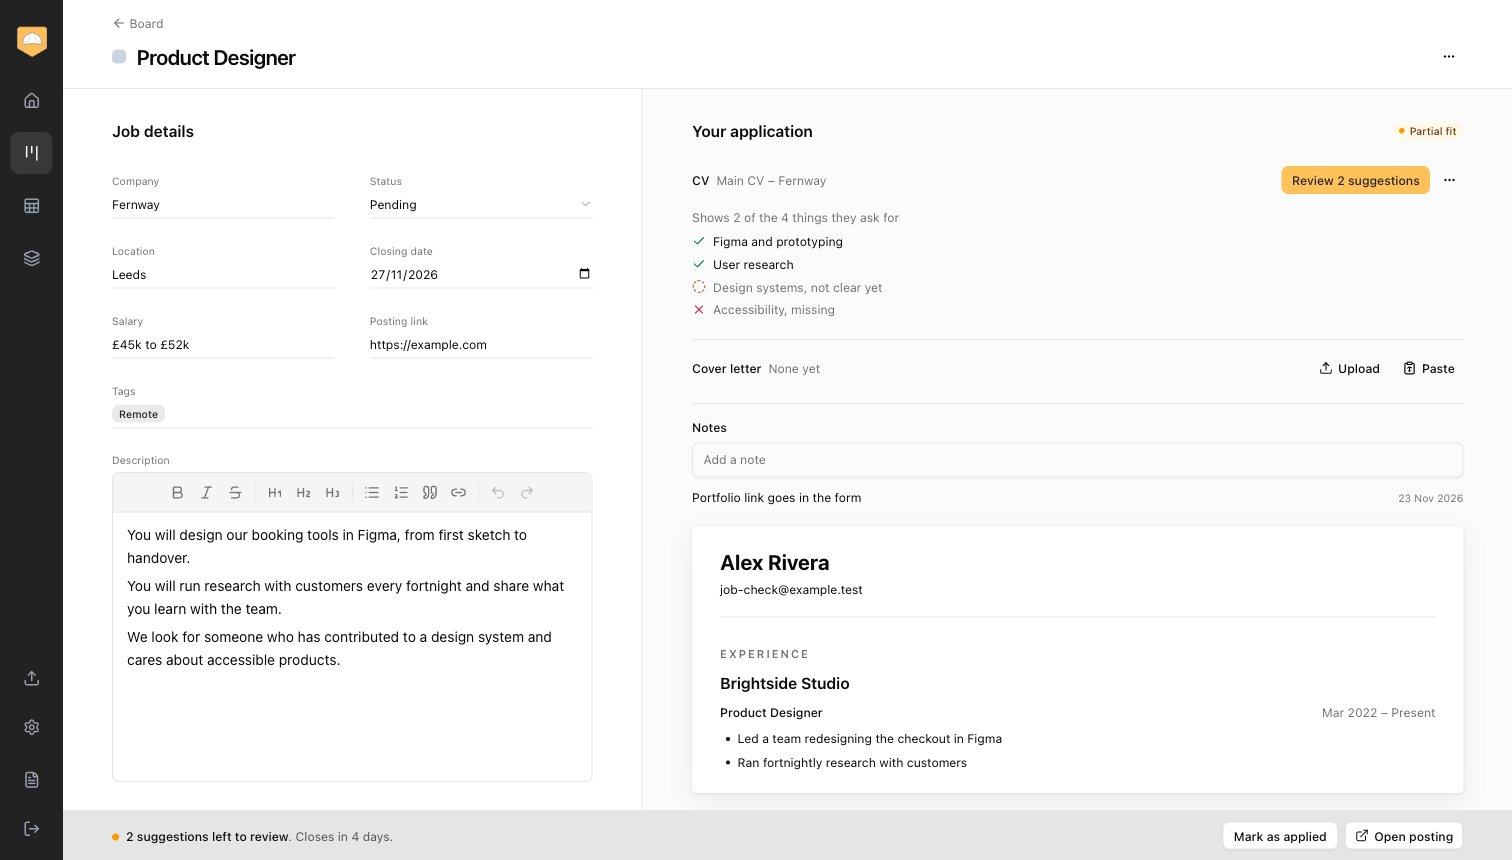 Board
Product Designer
Job details
Company
Fernway
Status
Pending
Location
Leeds
Closing date
27/11/2026
Salary
£45k to £52k
Posting link
https://example.com
Tags
Remote
Description
B I S H1 H2 H3
You will design our booking tools in Figma, from first sketch to
handover.
You will run research with customers every fortnight and share what
you learn with the team.
We look for someone who has contributed to a design system and
cares about accessible products.
Your application
Partial fit
CV Main CV – Fernway
Review 2 suggestions
Shows 2 of the 4 things they ask for
Figma and prototyping
User research
Design systems, not clear yet
Accessibility, missing
Cover letter None yet
Upload
Paste
Notes
Add a note
Portfolio link goes in the form
23 Nov 2026
Alex Rivera
job-check@example.test
EXPERIENCE
Brightside Studio
Product Designer
Mar 2022 – Present
• Led a team redesigning the checkout in Figma
• Ran fortnightly research with customers
2 suggestions left to review. Closes in 4 days.
Mark as applied
Open posting